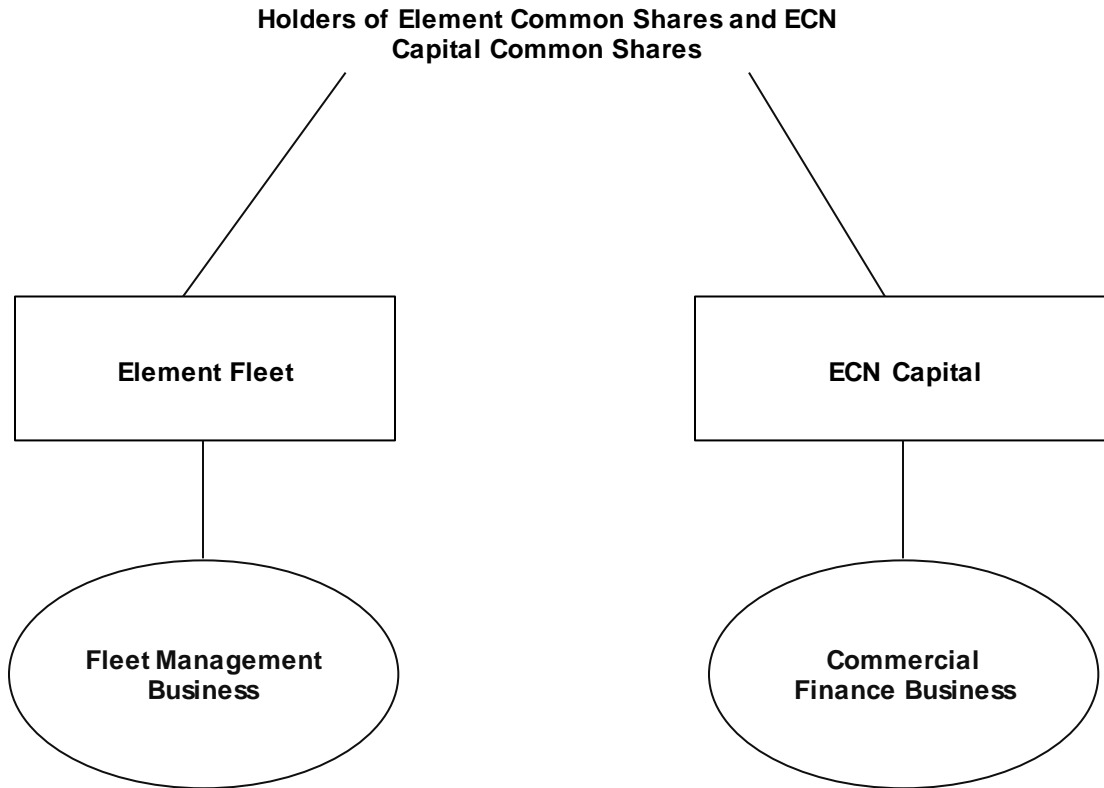 Holders of Element Common Shares and ECN
Capital Common Shares
Element Fleet
ECN Capital
Fleet Management
Business
Commercial
Finance Business